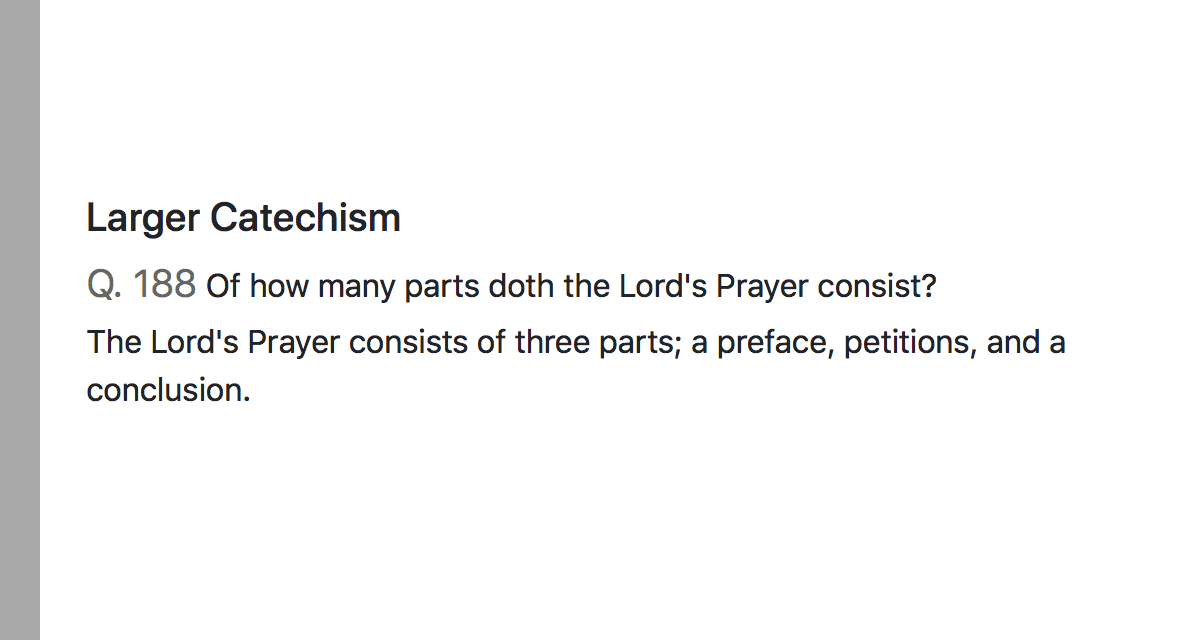 Larger Catechism
Q. 188 Of how many parts doth the Lord's Prayer consist?
The Lord's Prayer consists of three parts; a preface, petitions, and a
conclusion.